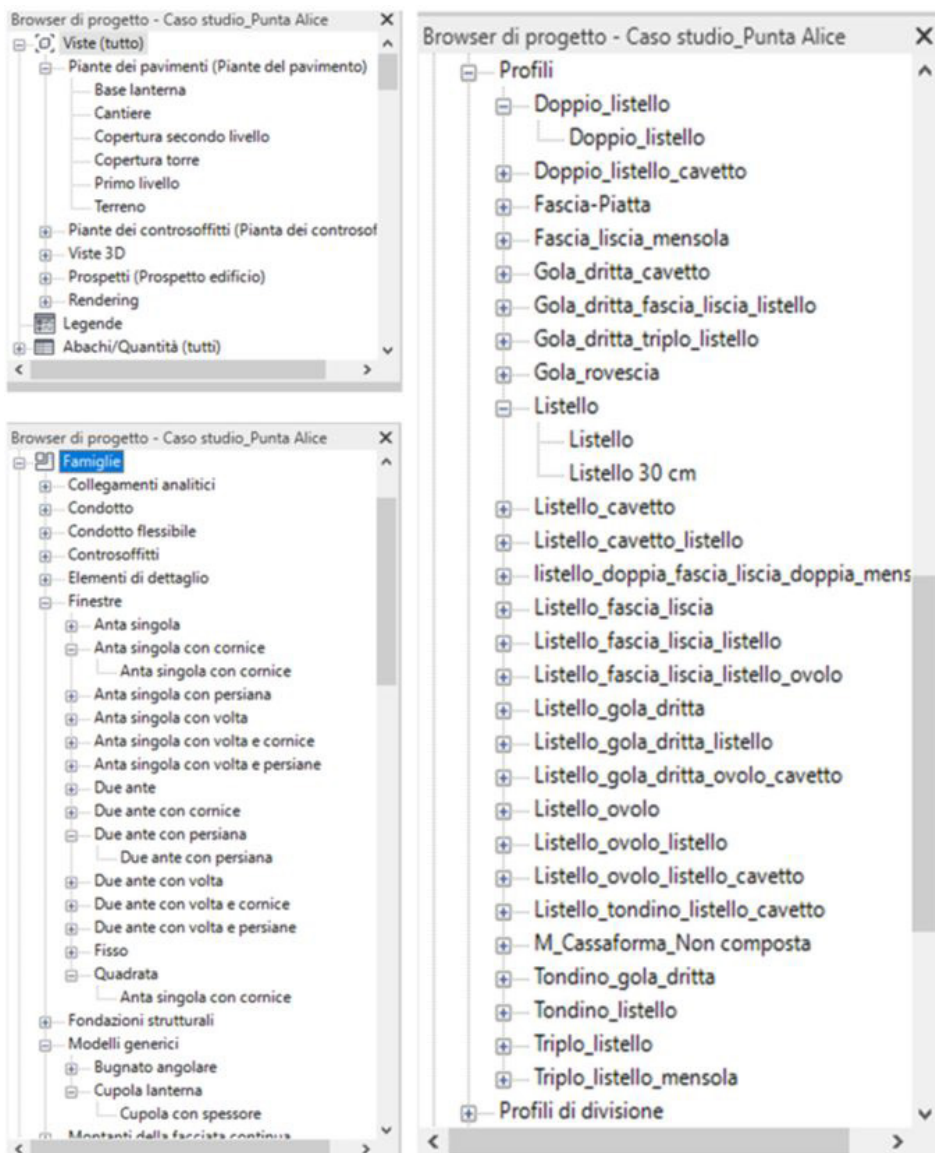 Browser di progetto - Caso studio_Punta Alice
Viste (tutto)
Piante dei pavimenti (Piante del pavimento)
Base lanterna
Cantiere
Copertura secondo livello
Copertura torre
Primo livello
Terreno
Piante dei controsoffitti (Pianta dei controsof
Viste 3D
Prospetti (Prospetto edificio)
Rendering
Legende
Abachi/Quantità (tutti)
Browser di progetto - Caso studio_Punta Alice
Famiglie
Collegamenti analitici
Condotto
Condotto flessibile
Controsoffitti
Elementi di dettaglio
Finestre
Anta singola
Anta singola con cornice
Anta singola con cornice
Anta singola con persiana
Anta singola con volta
Anta singola con volta e cornice
Anta singola con volta e persiane
Due ante
Due ante con cornice
Due ante con persiana
Due ante con persiana
Due ante con volta
Due ante con volta e cornice
Due ante con volta e persiane
Fisso
Quadrata
Anta singola con cornice
Fondazioni strutturali
Modelli generici
Bugnato angolare
Cupola lanterna
Cupola con spessore
Montanti della facciata continua
Browser di progetto - Caso studio_Punta Alice
Profili
Doppio_listello
Doppio_listello
Doppio_listello_cavetto
Fascia-Piatta
Fascia_liscia_mensola
Gola_dritta_cavetto
Gola_dritta_fascia_liscia_listello
Gola_dritta_triplo_listello
Gola_rovescia
Listello
Listello
Listello 30 cm
Listello_cavetto
Listello_cavetto_listello
listello_doppia_fascia_liscia_doppia_mens
Listello_fascia_liscia
Listello_fascia_liscia_listello
Listello_fascia_liscia_listello_ovolo
Listello_gola_dritta
Listello_gola_dritta_listello
Listello_gola_dritta_ovolo_cavetto
Listello_ovolo
Listello_ovolo_listello
Listello_ovolo_listello_cavetto
Listello_tondino_listello_cavetto
M_Cassaforma_Non composta
Tondino_gola_dritta
Tondino_listello
Triplo_listello
Triplo_listello_mensola
Profili di divisione